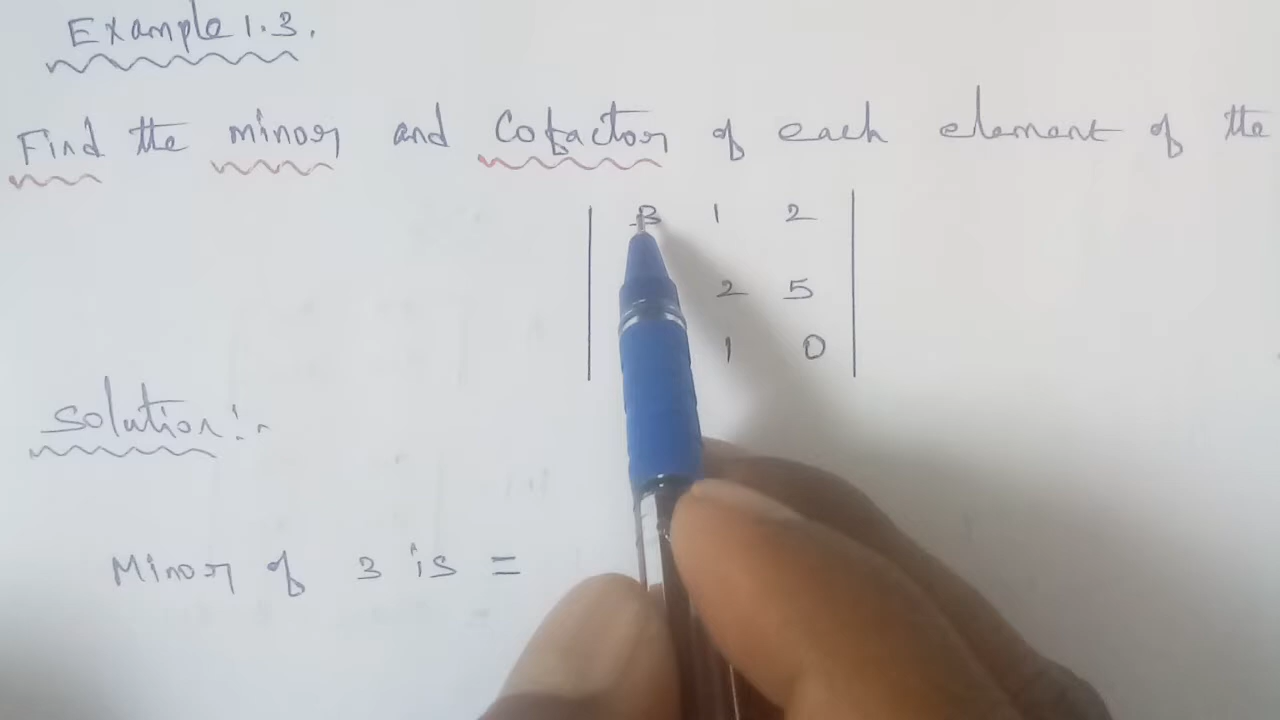 Example 1.3.
Find the minor and Cofactor of each element of the
3 1 2
2 5
1 0
Solution:-
Minor of 3 is =